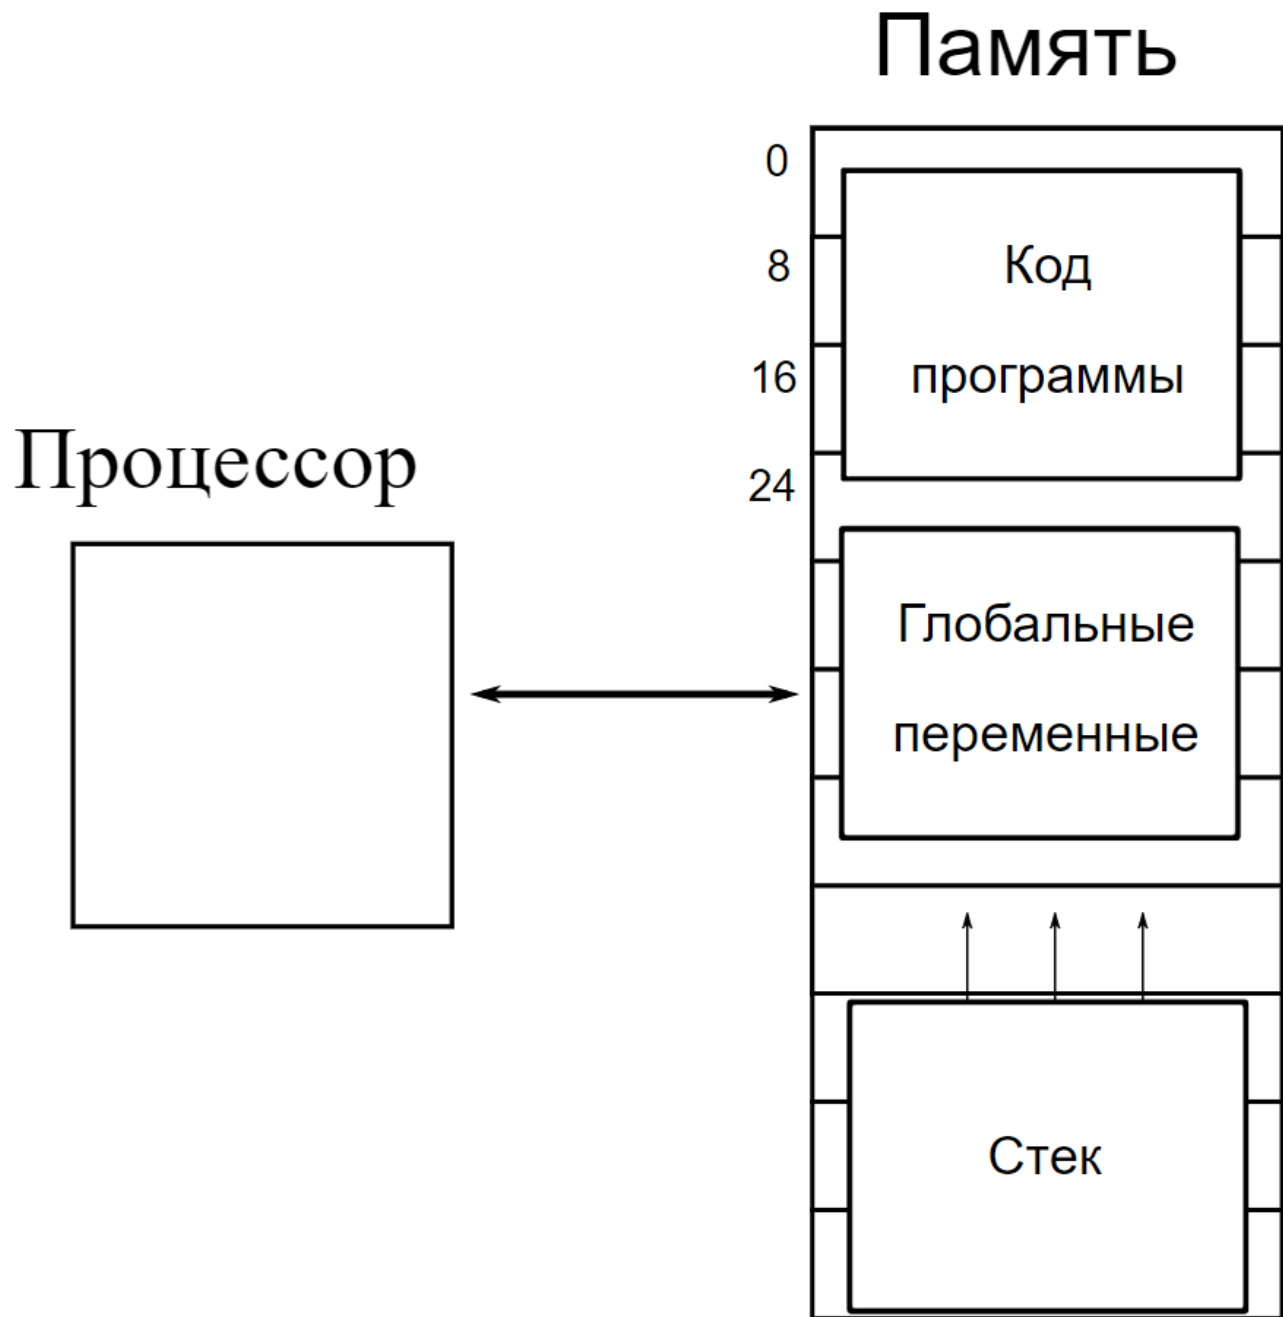 Память
0
Код
8
программы
16
Процессор
24
Глобальные
переменные
Стек